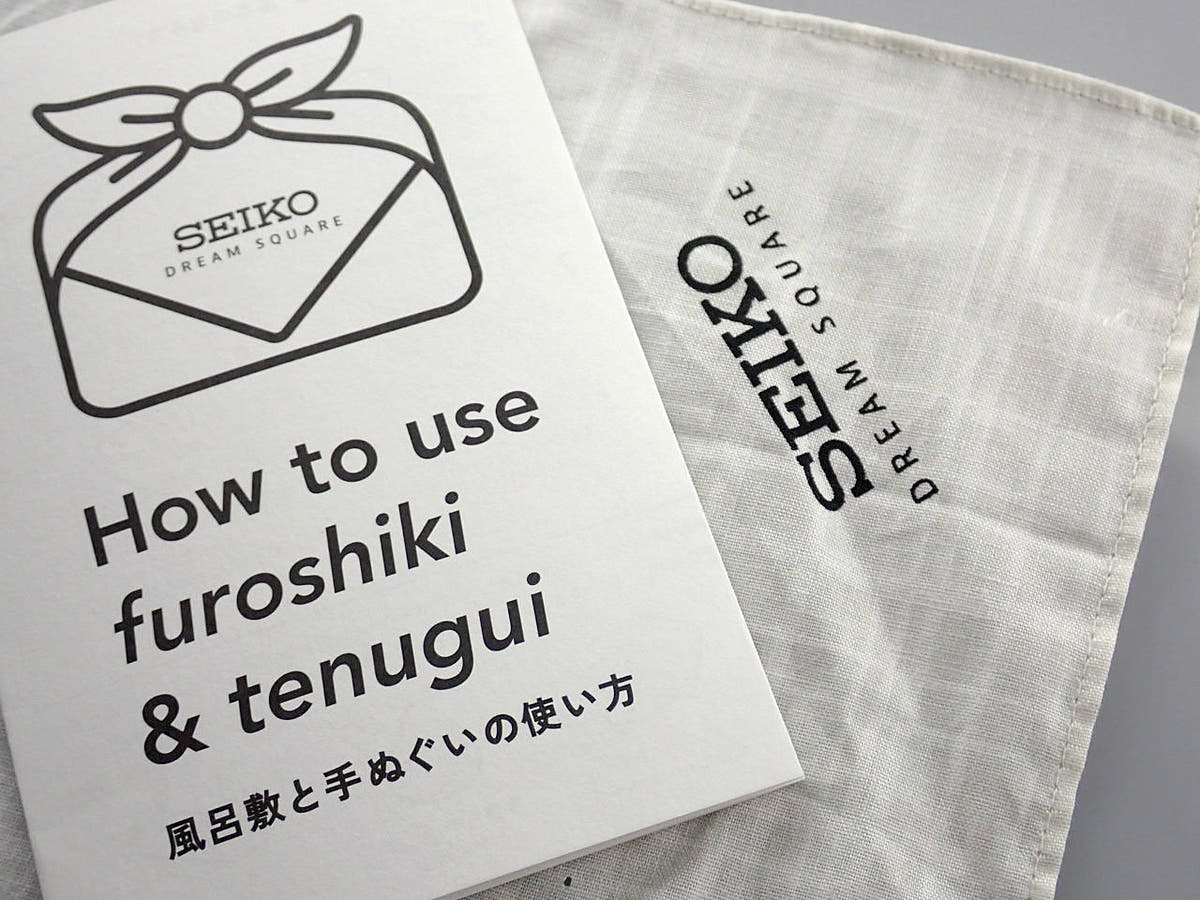 SEIKO
DREAM SQUARE
How to use
furoshiki
& tenugui
風呂敷と手ぬぐいの使い方
SEIKO
DREAM SQUARE